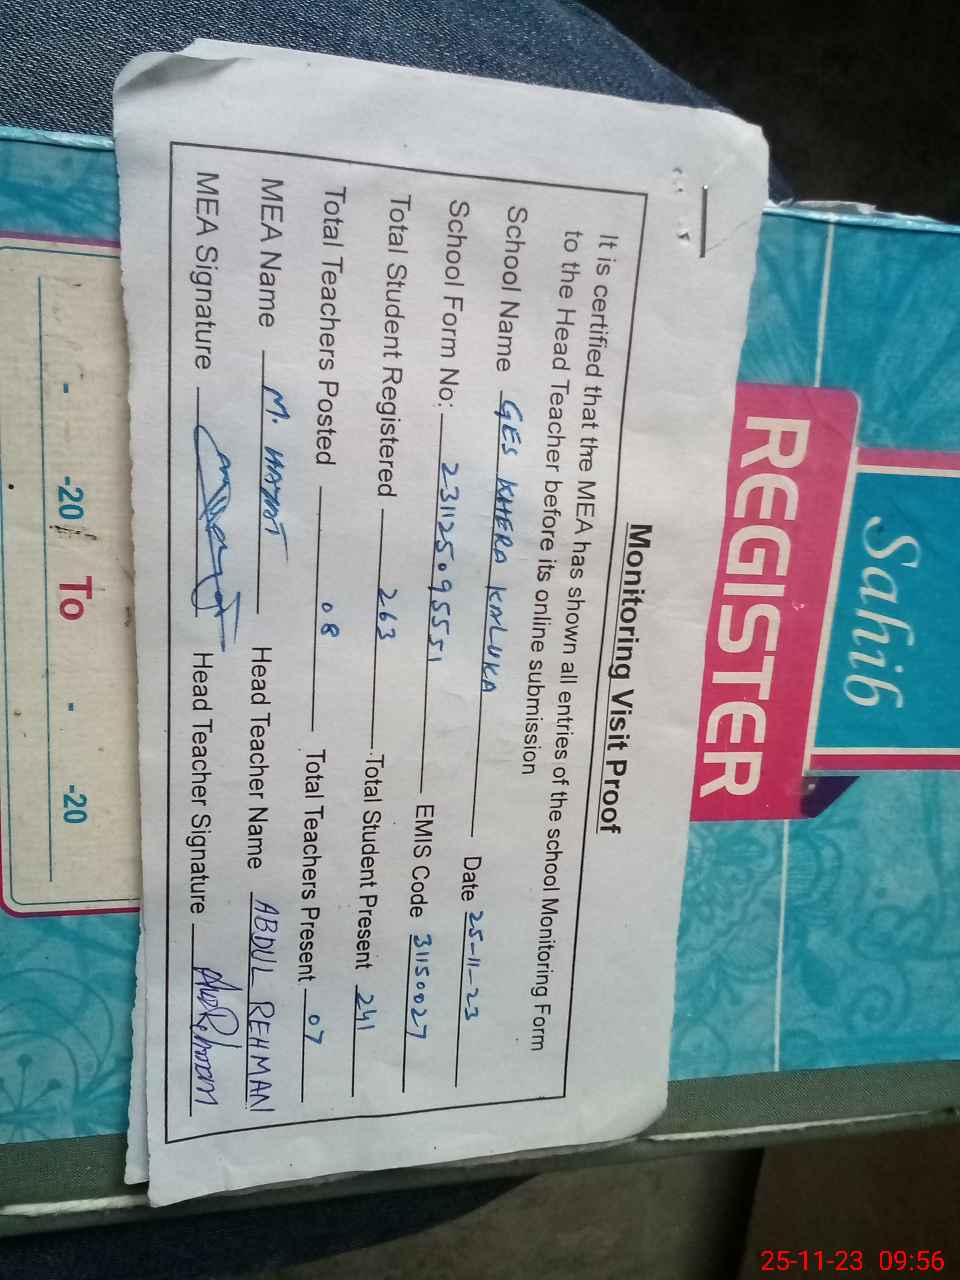 Sahib
REGISTER
Monitoring Visit Proof
It is certified that the MEA has shown all entries of the school Monitoring Form
to the Head Teacher before its online submission
School Name GES KHERA KALUKA Date 25-11-23
School Form No: 231125095551 EMIS Code 31150027
Total Student Registered 263 Total Student Present 241
Total Teachers Posted 08 Total Teachers Present 07
MEA Name M. HAYAT Head Teacher Name ABDUL REHMAN
MEA Signature Head Teacher Signature
- -20 To - -20
25-11-23 09:56